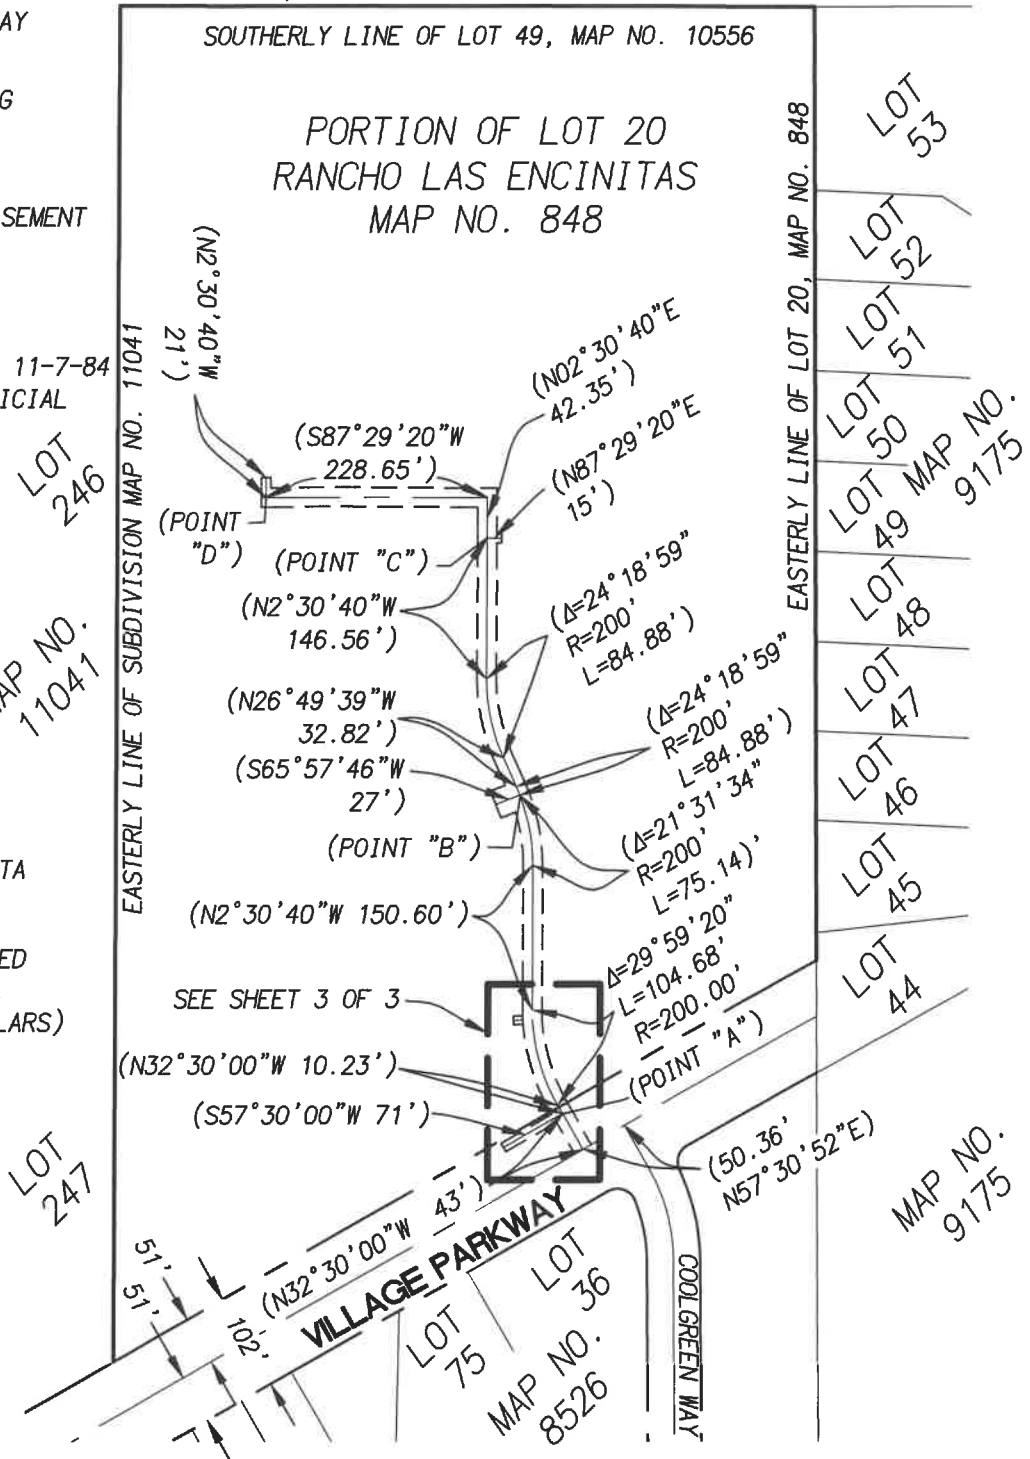 AY
G
SEMENT
11-7-84
ICIAL
TA
ED
LARS)
SOUTHERLY LINE OF LOT 49, MAP NO. 10556
PORTION OF LOT 20
RANCHO LAS ENCINITAS
MAP NO. 848
EASTERLY LINE OF SUBDIVISION MAP NO. 11041
EASTERLY LINE OF LOT 20, MAP NO. 848
LOT
53
LOT
52
LOT
51
LOT
50
LOT
49
MAP NO.
9175
LOT
48
LOT
47
LOT
46
LOT
45
LOT
44
LOT
246
AP NO.
11041
LOT
247
(N2°30'40"W
21')
(S87°29'20"W
228.65')
(N02°30'40"E
42.35')
(N87°29'20"E
15')
(POINT
"D")
(POINT "C")
(N2°30'40"W
146.56')
(Δ=24°18'59"
R=200'
L=84.88')
(N26°49'39"W
32.82')
(Δ=24°18'59"
R=200'
L=84.88')
(S65°57'46"W
27')
(POINT "B")
(Δ=21°31'34"
R=200'
L=75.14)'
(N2°30'40"W 150.60')
Δ=29°59'20"
L=104.68'
R=200.00'
SEE SHEET 3 OF 3
(POINT "A")
(N32°30'00"W 10.23')
(S57°30'00"W 71')
(50.36'
N57°30'52"E)
MAP NO.
9175
(N32°30'00"W 43')
VILLAGE PARKWAY
51'
51'
102'
LOT
75
LOT
36
MAP NO.
8526
COOLGREEN WAY